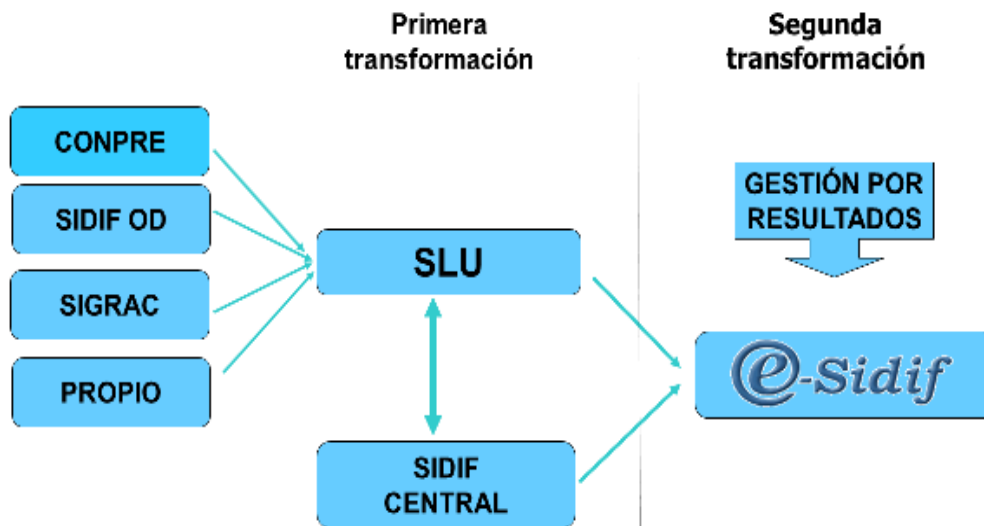 Primera
transformación
Segunda
transformación
CONPRE
SIDIF OD
SIGRAC
PROPIO
SLU
SIDIF
CENTRAL
GESTIÓN POR
RESULTADOS
e-Sidif